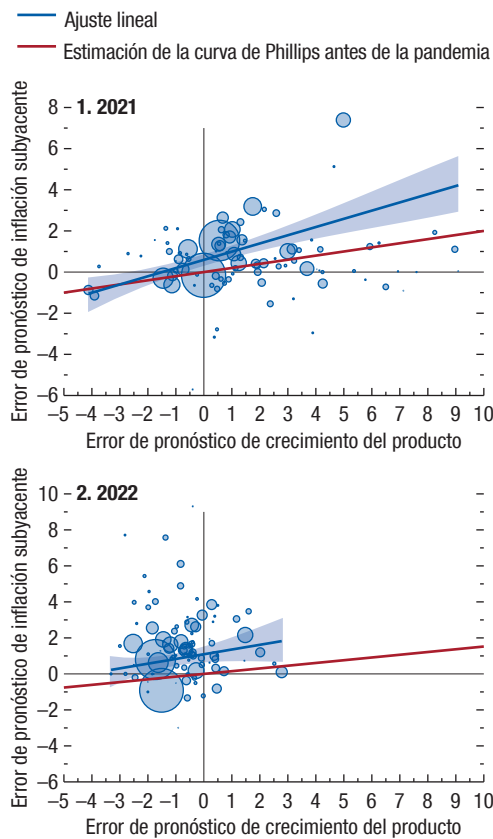 Ajuste lineal
Estimación de la curva de Phillips antes de la pandemia
1. 2021
Error de pronóstico de inflación subyacente
8
6
4
2
0
−2
−4
−6
−5 −4 −3 −2 −1 0 1 2 3 4 5 6 7 8 9 10
Error de pronóstico de crecimiento del producto
2. 2022
Error de pronóstico de inflación subyacente
10
8
6
4
2
0
−2
−4
−6
−5 −4 −3 −2 −1 0 1 2 3 4 5 6 7 8 9 10
Error de pronóstico de crecimiento del producto